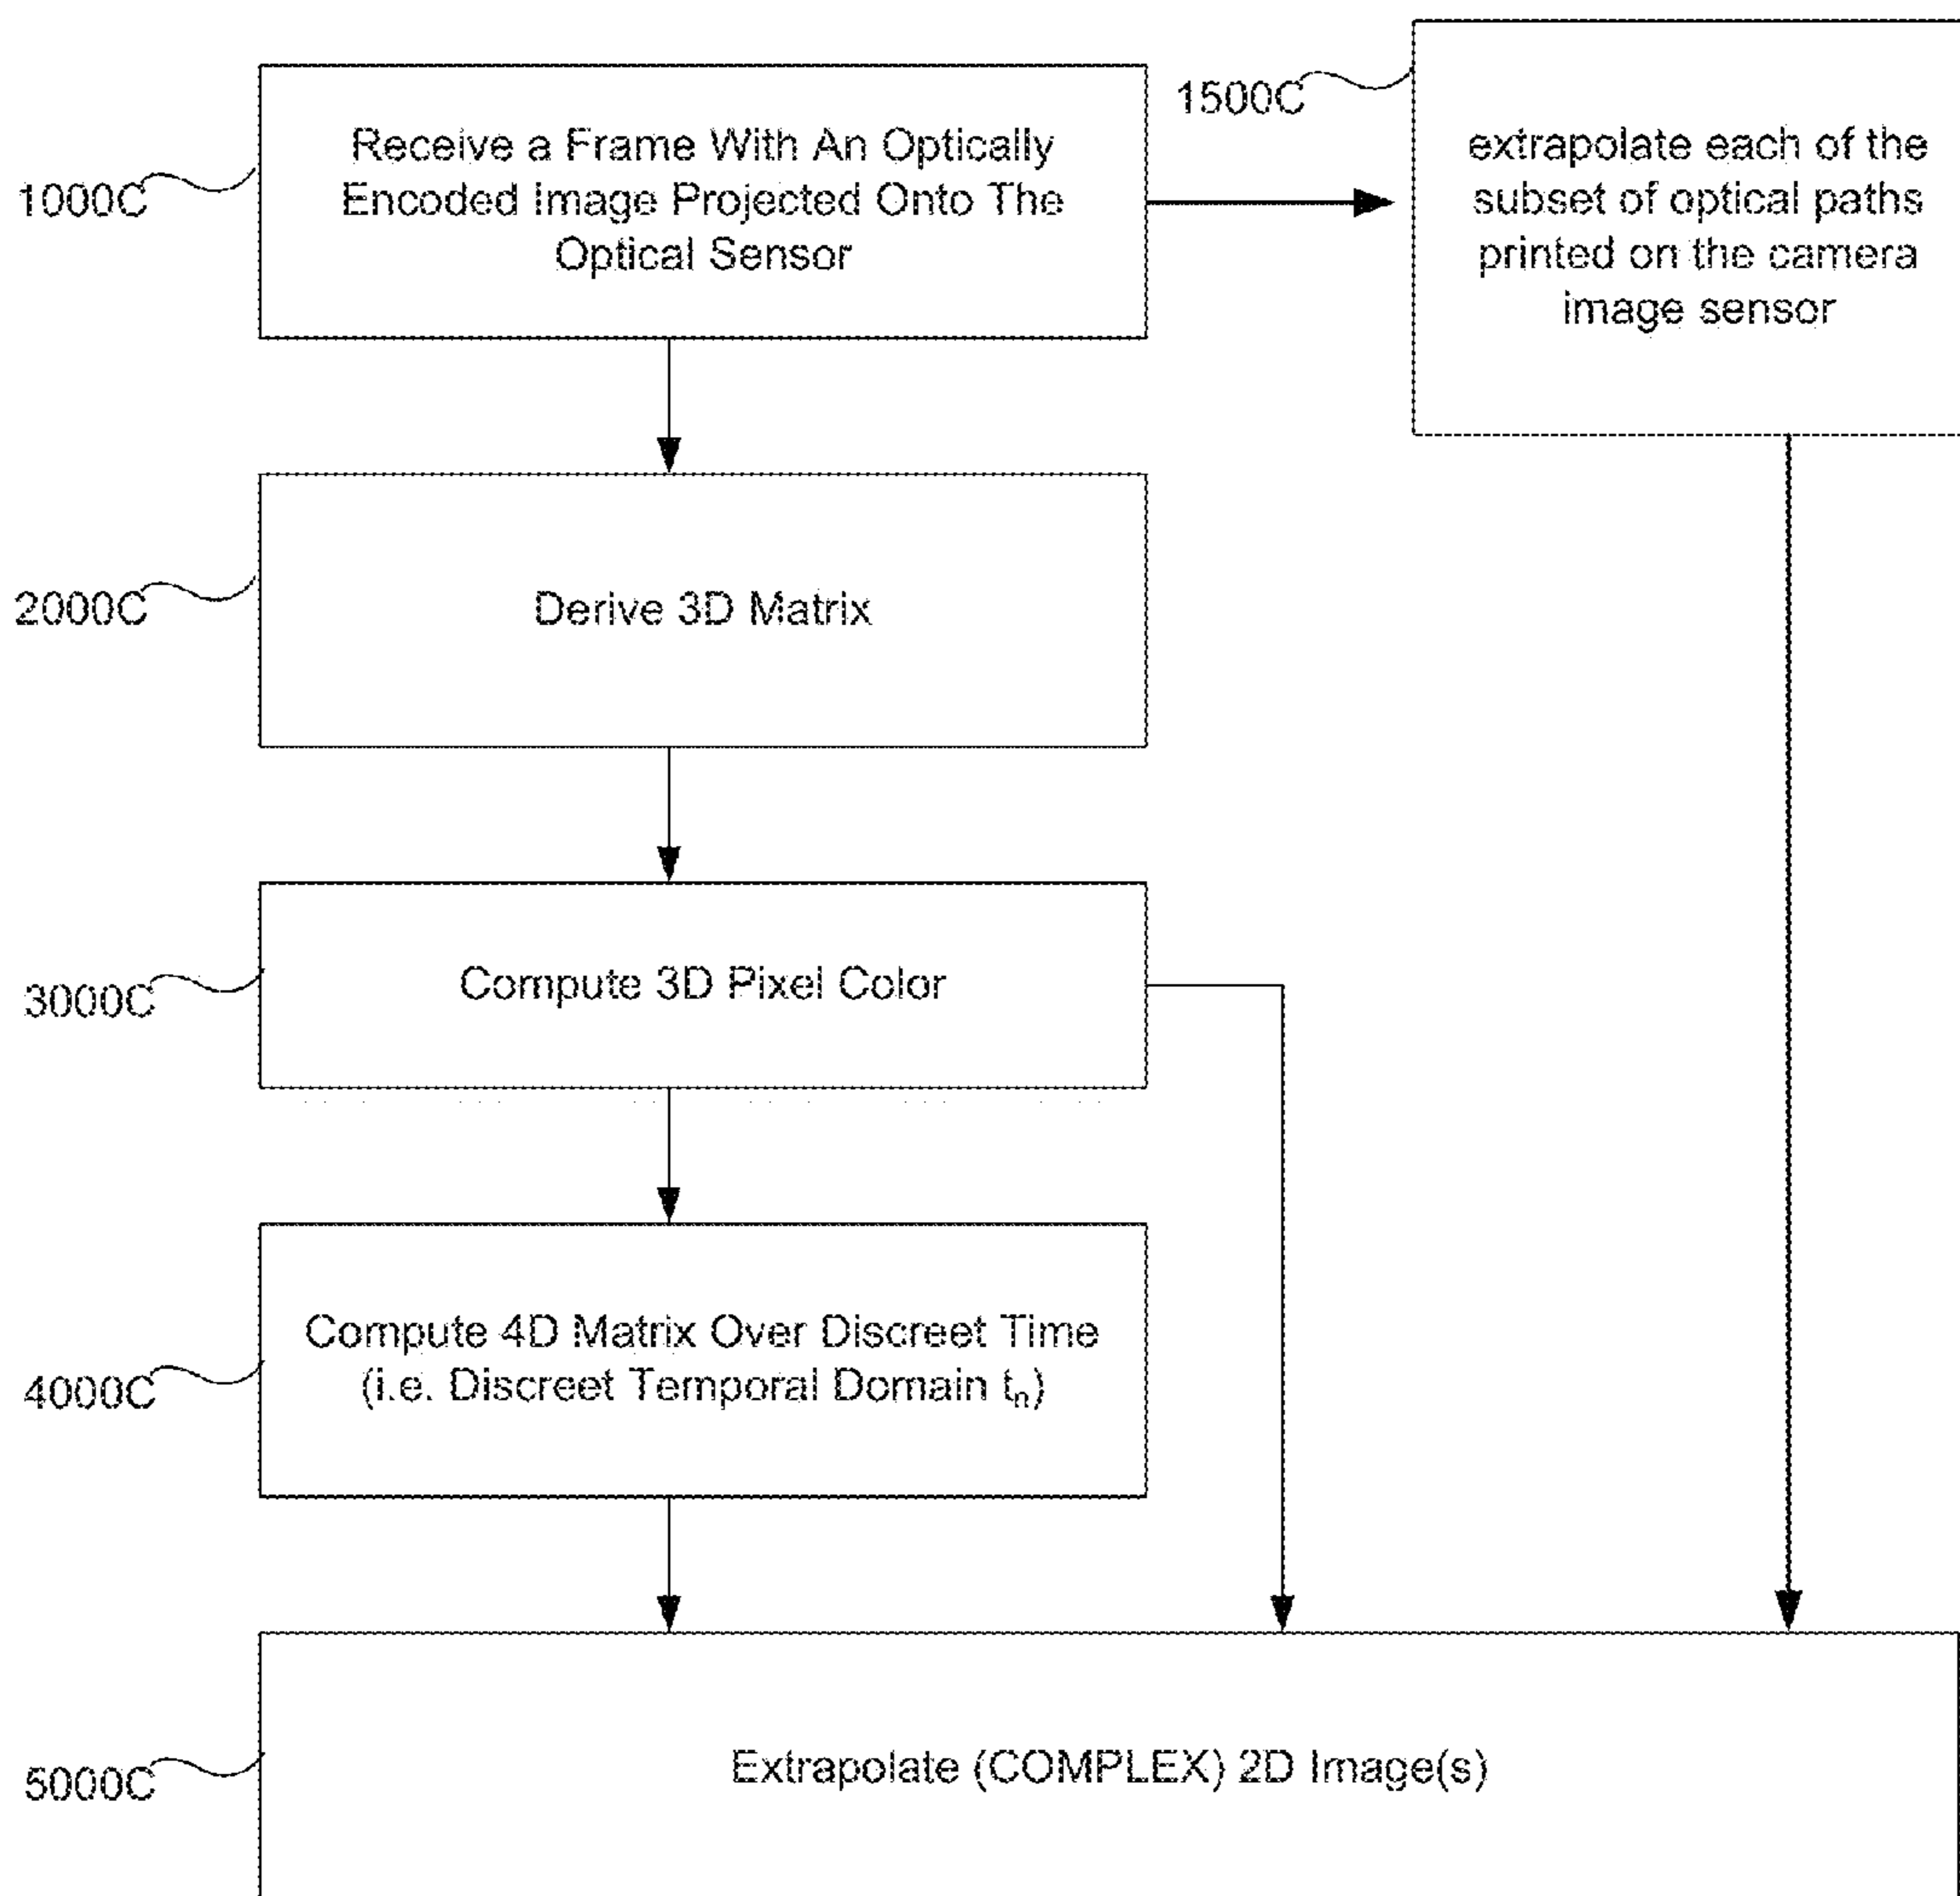 1000C
Receive a Frame With An Optically
Encoded Image Projected Onto The
Optical Sensor
1500C
extrapolate each of the
subset of optical paths
printed on the camera
image sensor
2000C
Derive 3D Matrix
3000C
Compute 3D Pixel Color
4000C
Compute 4D Matrix Over Discreet Time
(i.e. Discreet Temporal Domain tₙ)
5000C
Extrapolate (COMPLEX) 2D Image(s)